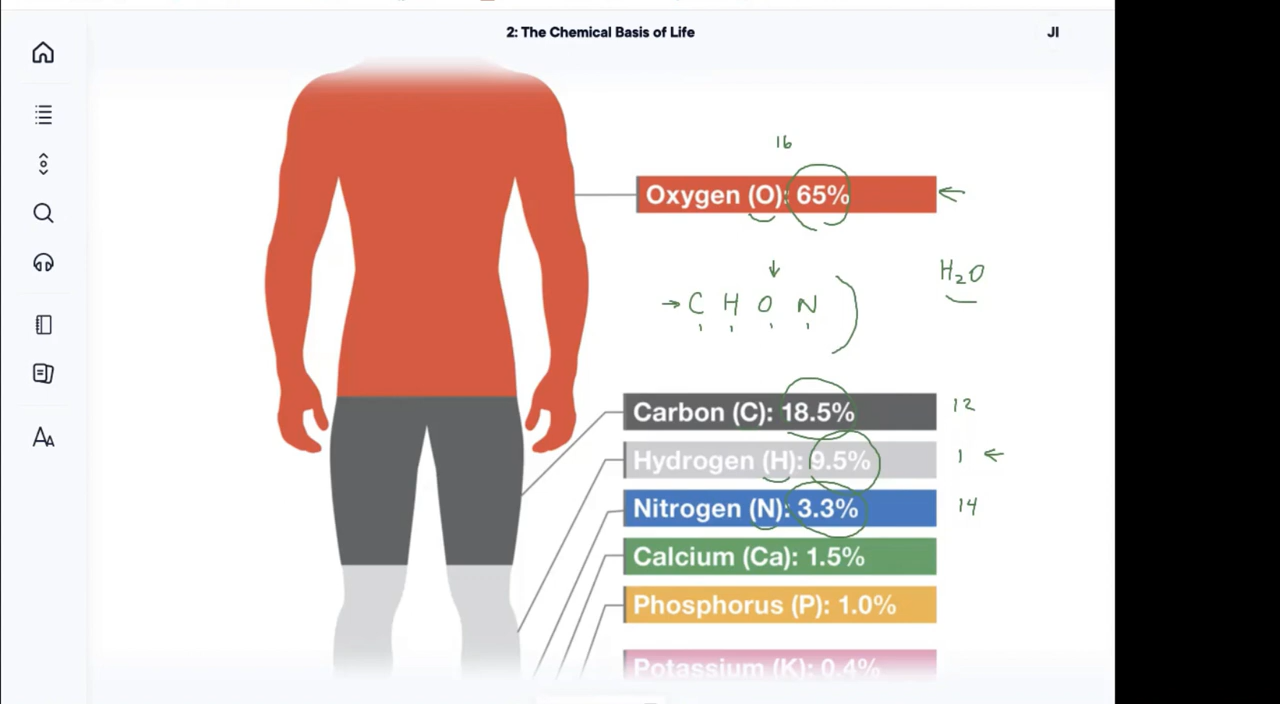 2: The Chemical Basis of Life
JI
16
Oxygen (O): 65%
H₂O
C H O N
Carbon (C): 18.5%
12
Hydrogen (H): 9.5%
1
Nitrogen (N): 3.3%
14
Calcium (Ca): 1.5%
Phosphorus (P): 1.0%
Potassium (K): 0.4%
AA